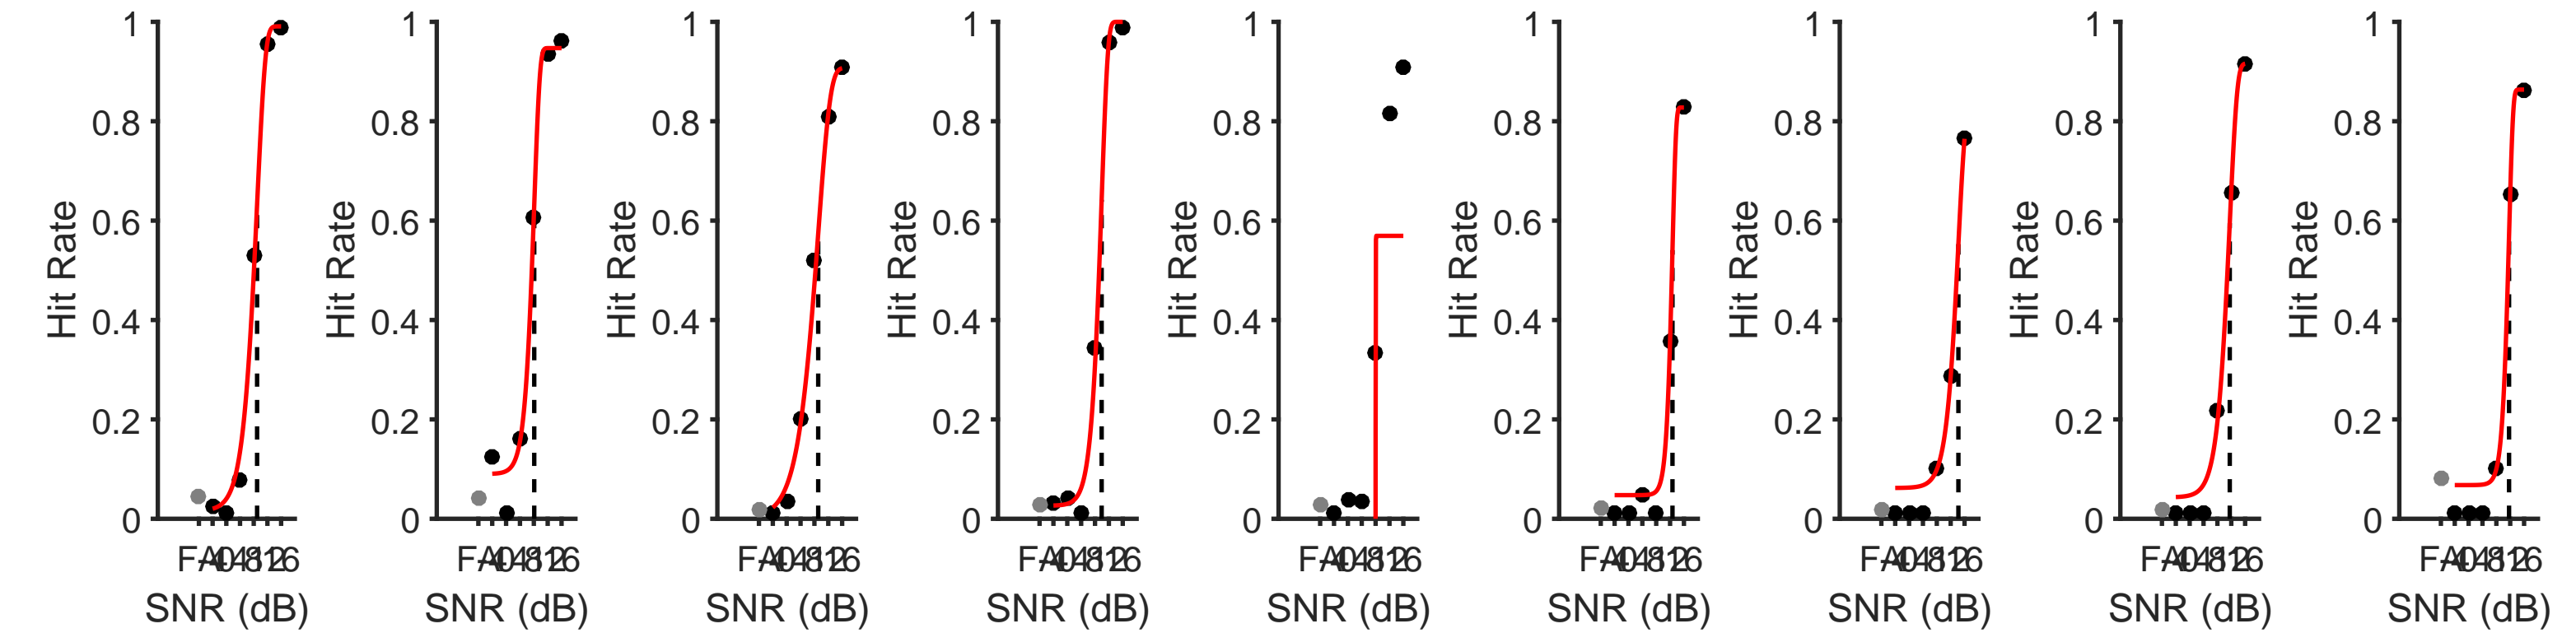 1 1 1 1 1 1 1 1 1
0.8 0.8 0.8 0.8 0.8 0.8 0.8 0.8 0.8
0.6 0.6 0.6 0.6 0.6 0.6 0.6 0.6 0.6
0.4 0.4 0.4 0.4 0.4 0.4 0.4 0.4 0.4
0.2 0.2 0.2 0.2 0.2 0.2 0.2 0.2 0.2
0 0 0 0 0 0 0 0 0
Hit Rate Hit Rate Hit Rate Hit Rate Hit Rate Hit Rate Hit Rate Hit Rate Hit Rate
SNR (dB) SNR (dB) SNR (dB) SNR (dB) SNR (dB) SNR (dB) SNR (dB) SNR (dB) SNR (dB)